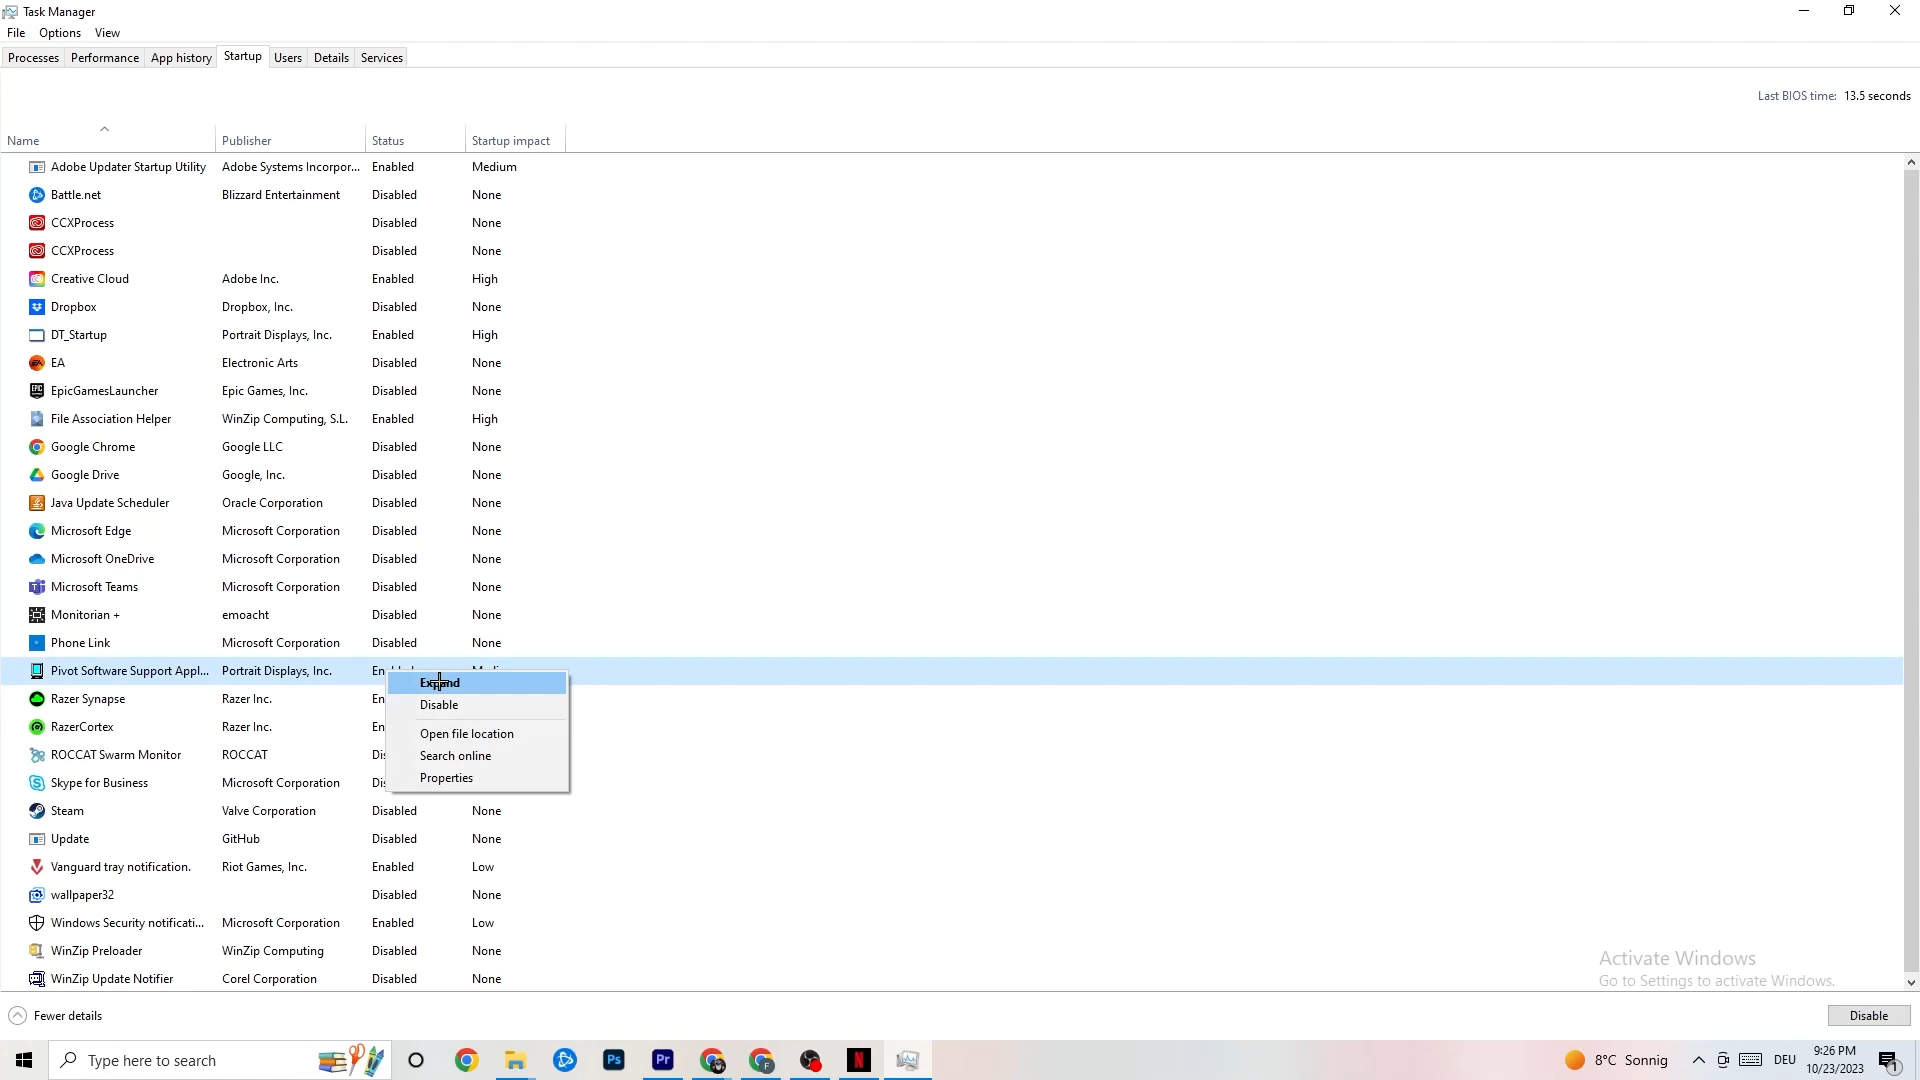 Task Manager
File Options View
Processes Performance App history Startup Users Details Services
Last BIOS time: 13.5 seconds
Name Publisher Status Startup impact
Adobe Updater Startup Utility Adobe Systems Incorpor... Enabled Medium
Battle.net Blizzard Entertainment Disabled None
CCXProcess Disabled None
CCXProcess Disabled None
Creative Cloud Adobe Inc. Enabled High
Dropbox Dropbox, Inc. Disabled None
DT_Startup Portrait Displays, Inc. Enabled High
EA Electronic Arts Disabled None
EpicGamesLauncher Epic Games, Inc. Disabled None
File Association Helper WinZip Computing, S.L. Enabled High
Google Chrome Google LLC Disabled None
Google Drive Google, Inc. Disabled None
Java Update Scheduler Oracle Corporation Disabled None
Microsoft Edge Microsoft Corporation Disabled None
Microsoft OneDrive Microsoft Corporation Disabled None
Microsoft Teams Microsoft Corporation Disabled None
Monitorian + emoacht Disabled None
Phone Link Microsoft Corporation Disabled None
Pivot Software Support Appl... Portrait Displays, Inc.
Expand
Razer Synapse Razer Inc. En
Disable
RazerCortex Razer Inc. En
Open file location
ROCCAT Swarm Monitor ROCCAT Dis
Search online
Skype for Business Microsoft Corporation Dis
Properties
Steam Valve Corporation Disabled None
Update GitHub Disabled None
Vanguard tray notification. Riot Games, Inc. Enabled Low
wallpaper32 Disabled None
Windows Security notificati... Microsoft Corporation Enabled Low
WinZip Preloader WinZip Computing Disabled None
WinZip Update Notifier Corel Corporation Disabled None
Activate Windows
Go to Settings to activate Windows.
Fewer details
Disable
Type here to search
Ps Pr F N
8°C Sonnig DEU
9:26 PM
10/23/2023
1